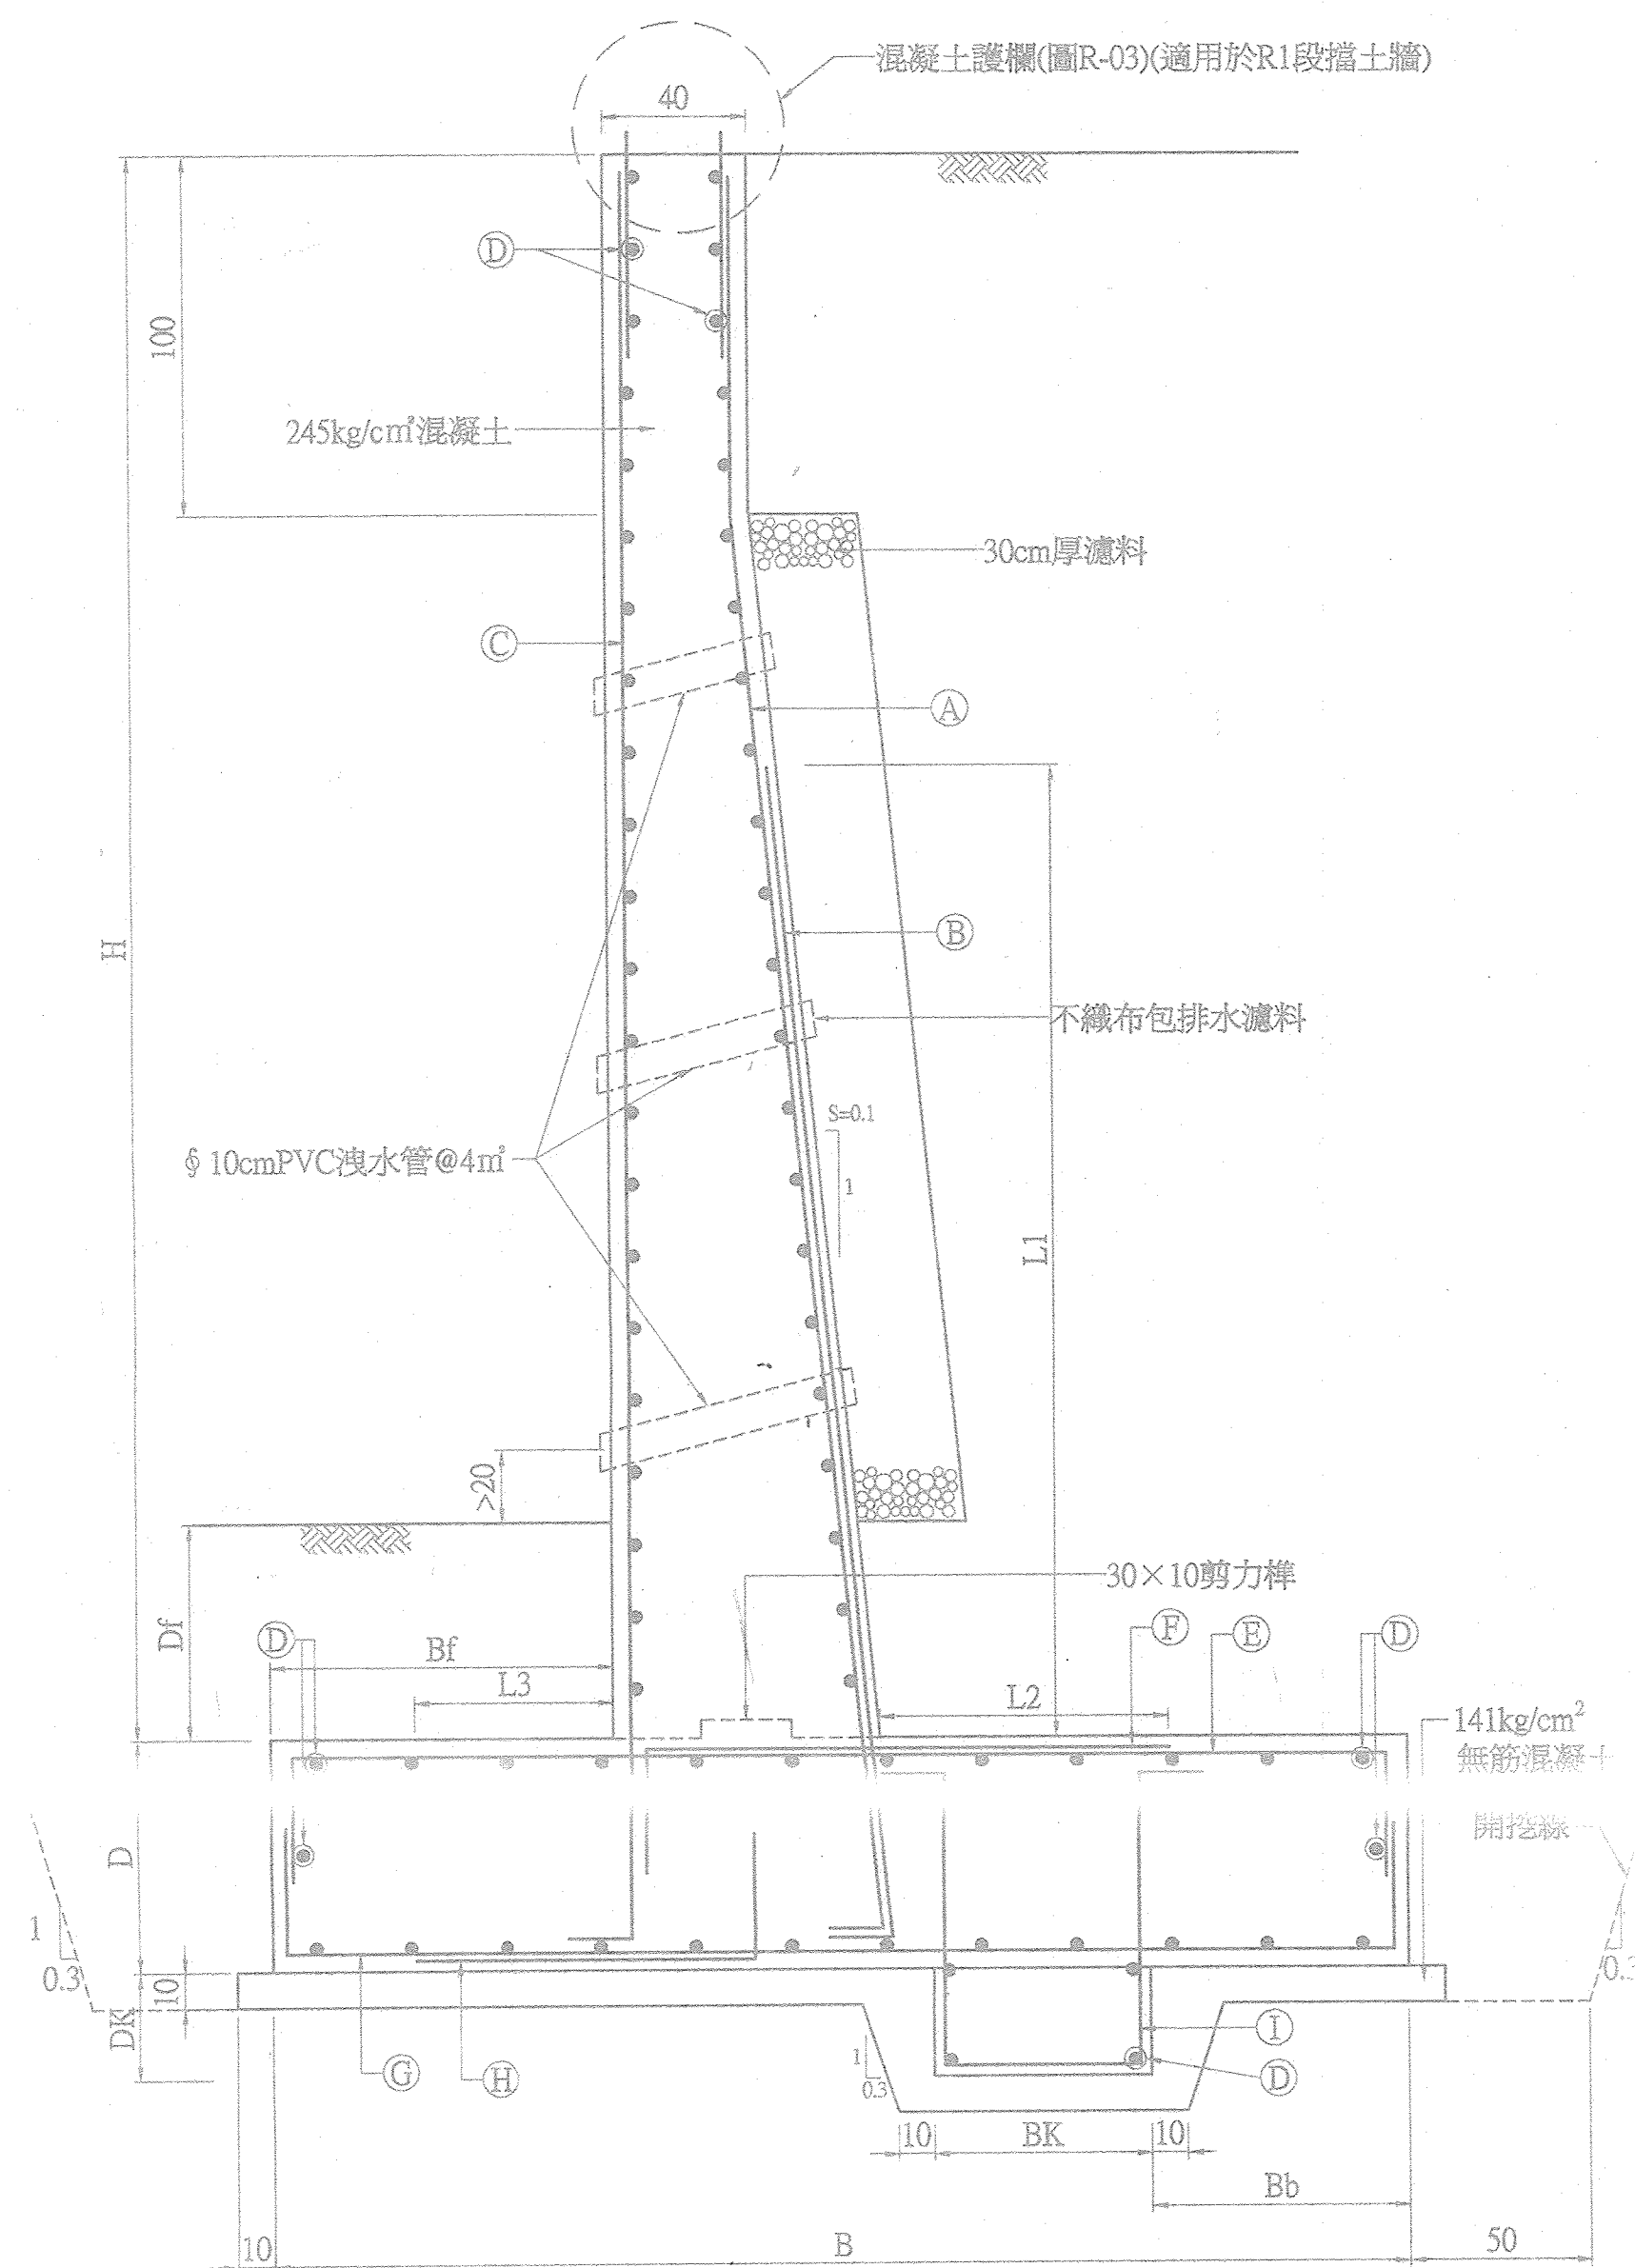 混凝土護欄(圖R-03)(適用於R1段擋土牆)
40
D
100
245kg/cm²混凝土
30cm厚濾料
C
A
H
B
不織布包排水濾料
S=0.1
1
∮10cmPVC洩水管@4㎡
L1
>20
30×10剪力榫
Df
D
Bf
F
E
D
L3
L2
141kg/cm²
無筋混凝土
開挖線
D
1
0.3
10
DK
0.3
I
G
H
1
0.3
D
10
BK
10
Bb
10
B
50